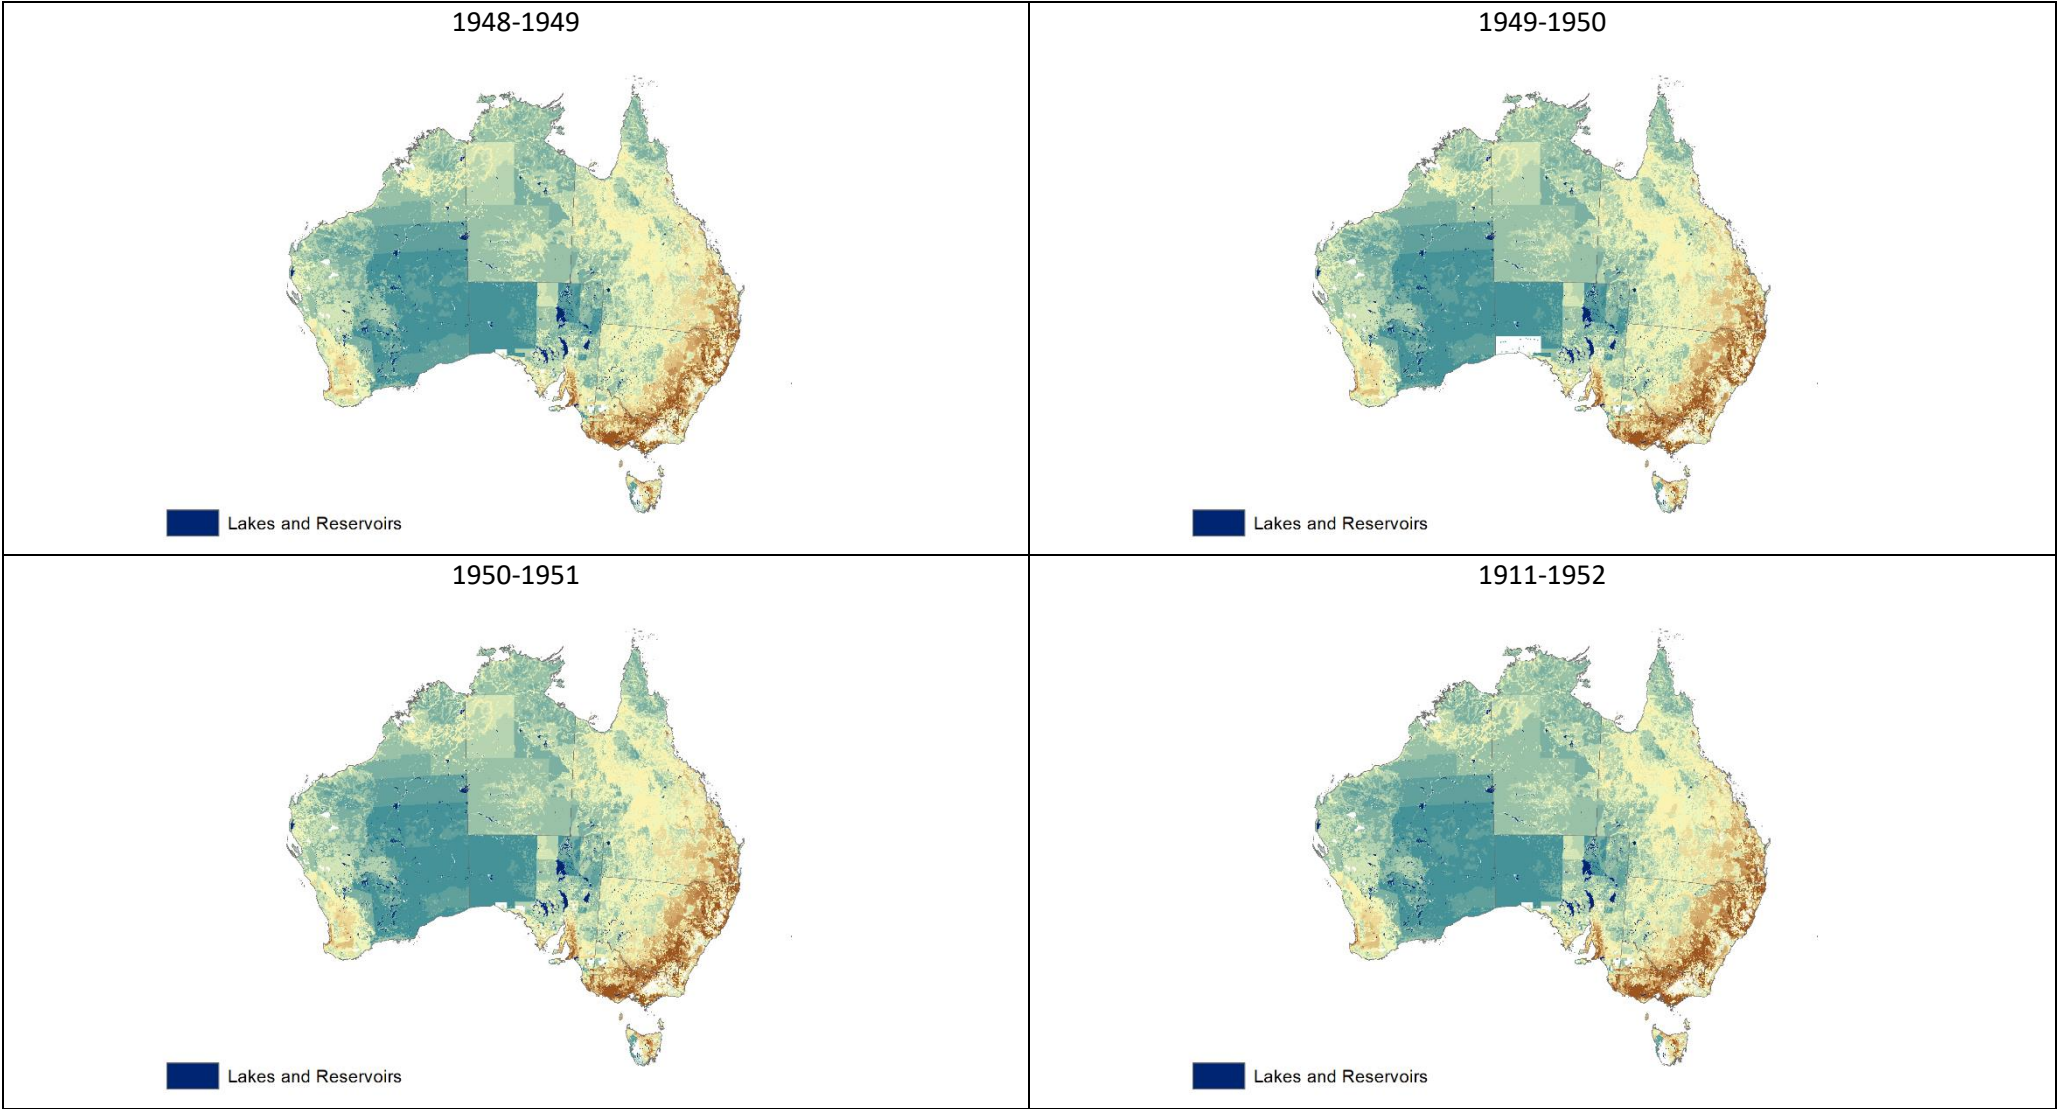 1948-1949
Lakes and Reservoirs
1949-1950
Lakes and Reservoirs
1950-1951
Lakes and Reservoirs
1911-1952
Lakes and Reservoirs